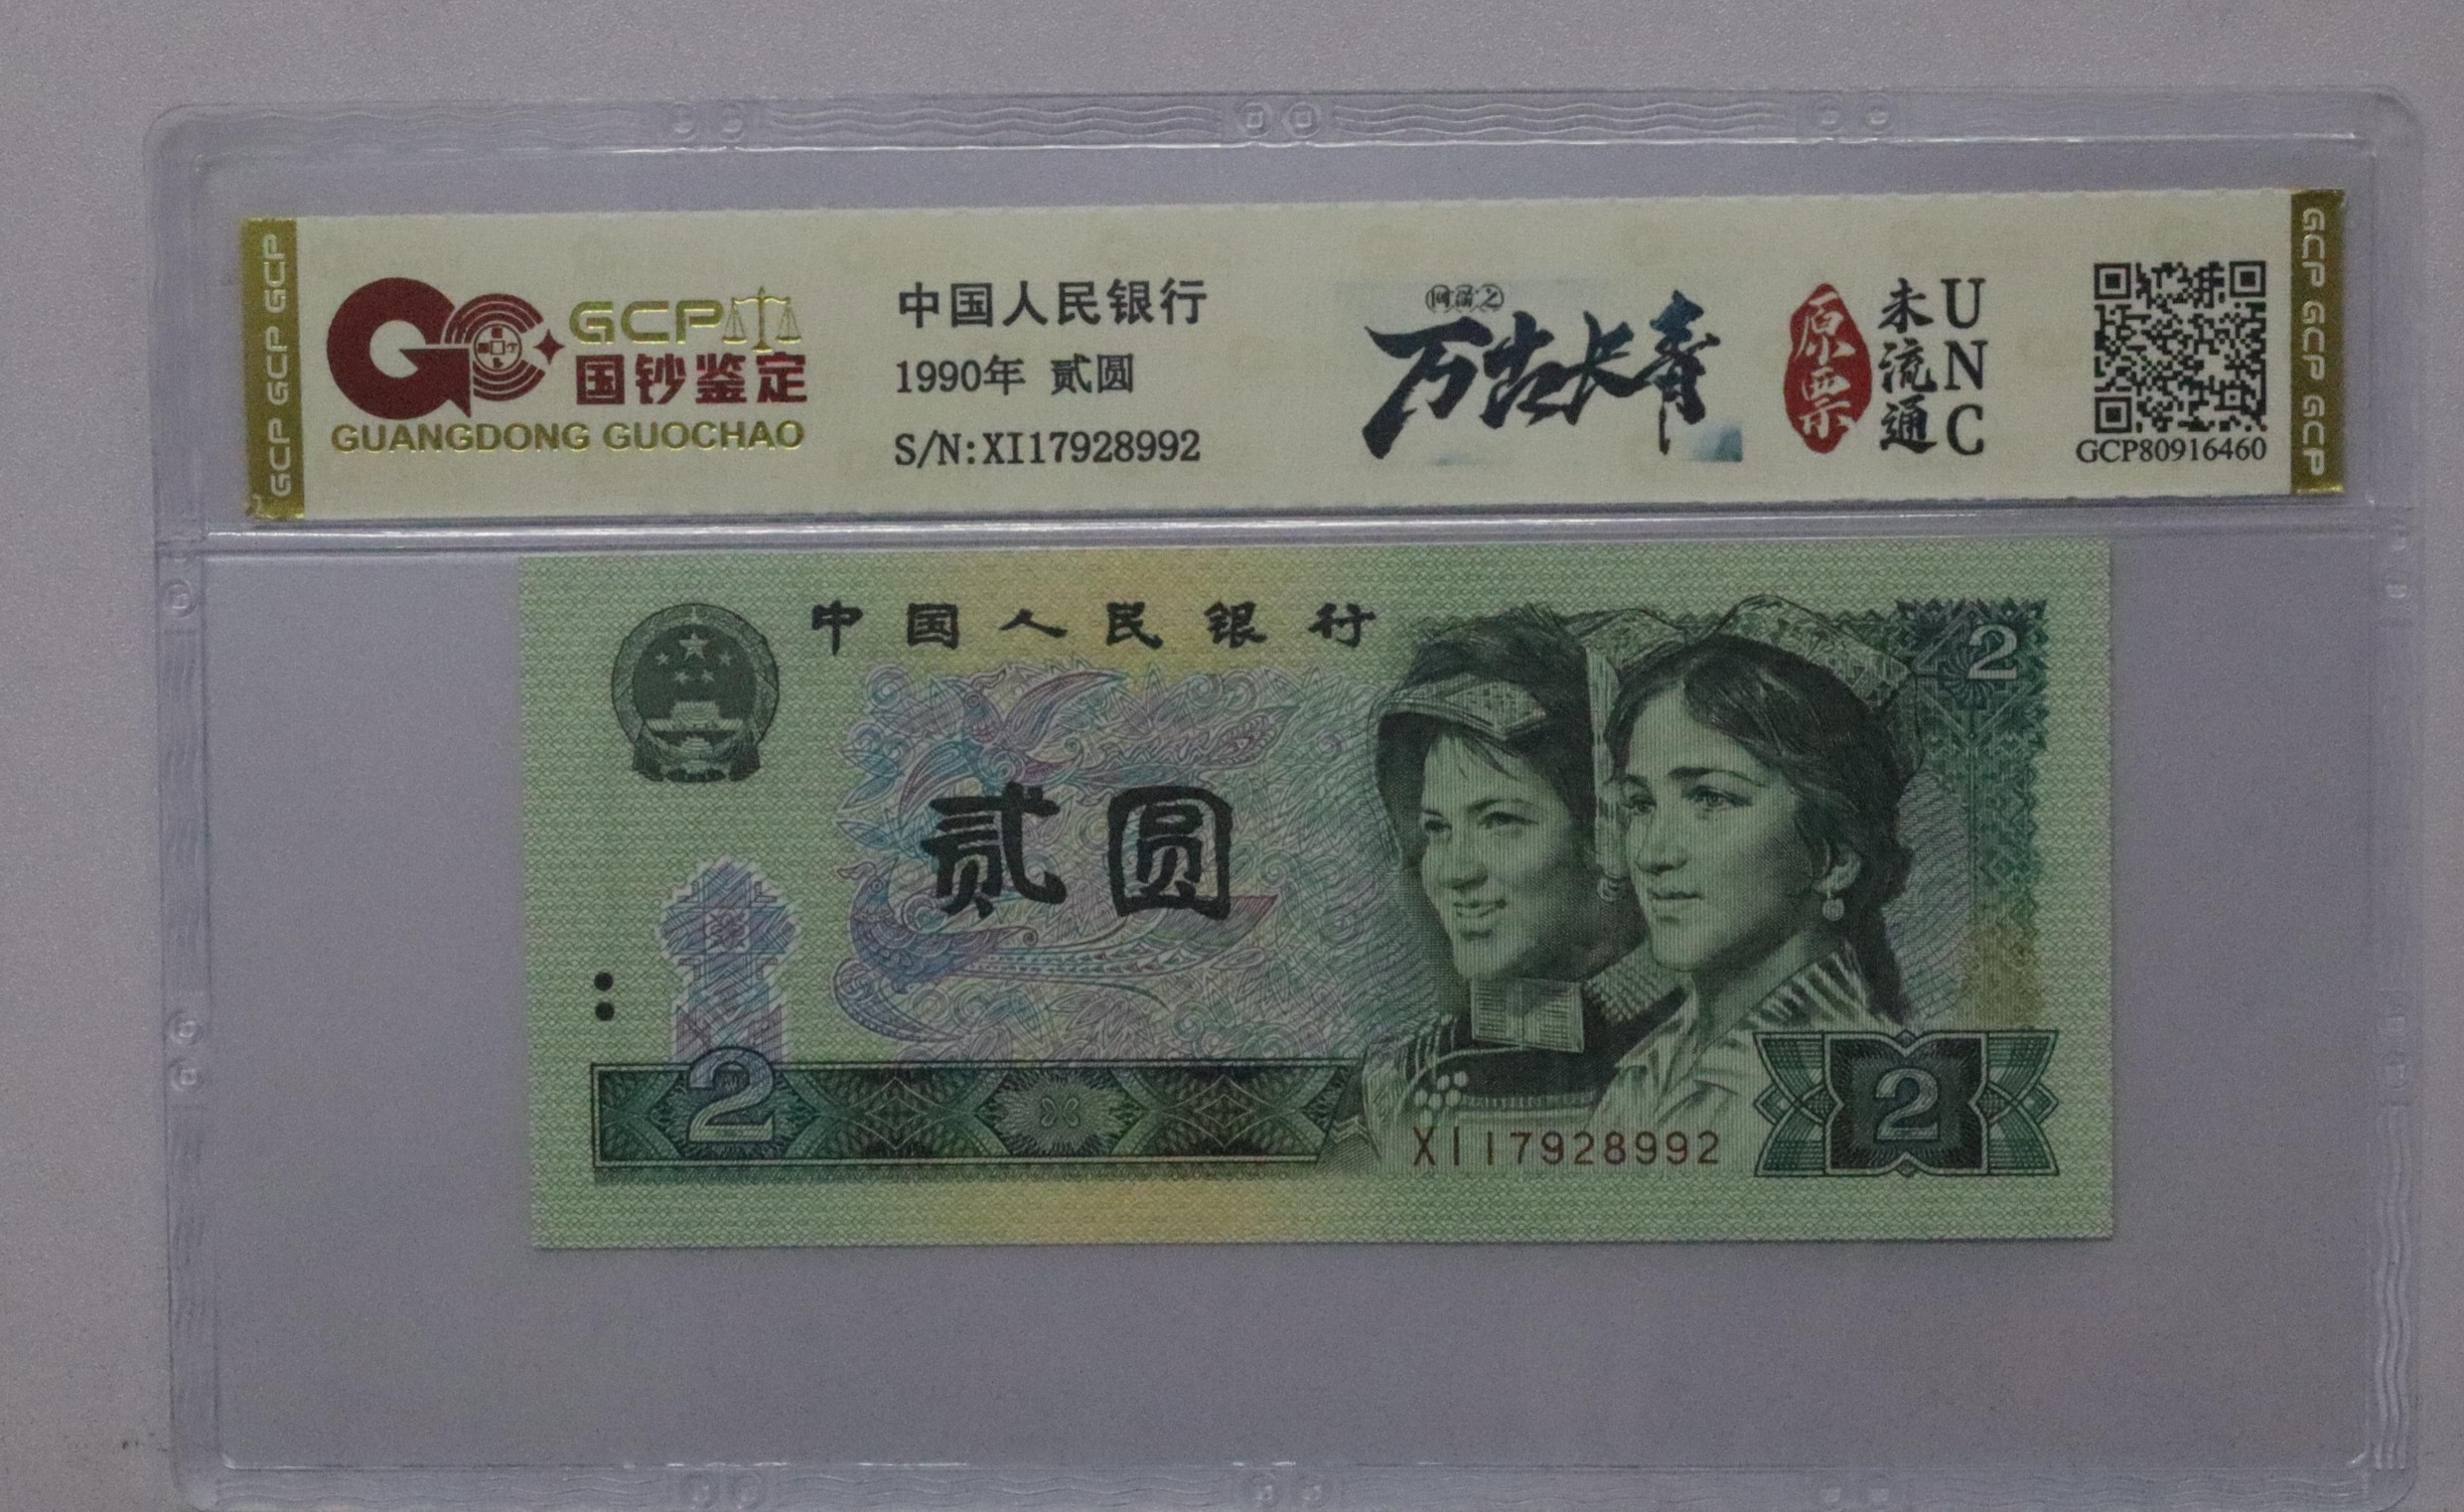 GCP GCP GCP
GCP
国钞鉴定
GUANGDONG GUOCHAO
中国人民银行
1990年 贰圆
S/N:XI17928992
万古长青
原票
未流通
UNC
GCP80916460
GCP GCP GCP
中国人民银行
2
贰圆
2
XI17928992
2